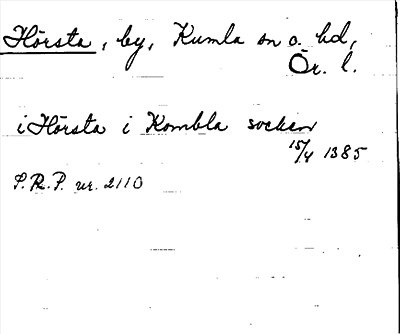 Hörsta, by, Kumla sn o. hd,
Ör. l.
i Hörsta i Kombla socken
15/4 1385
S.R.P. nr. 2110